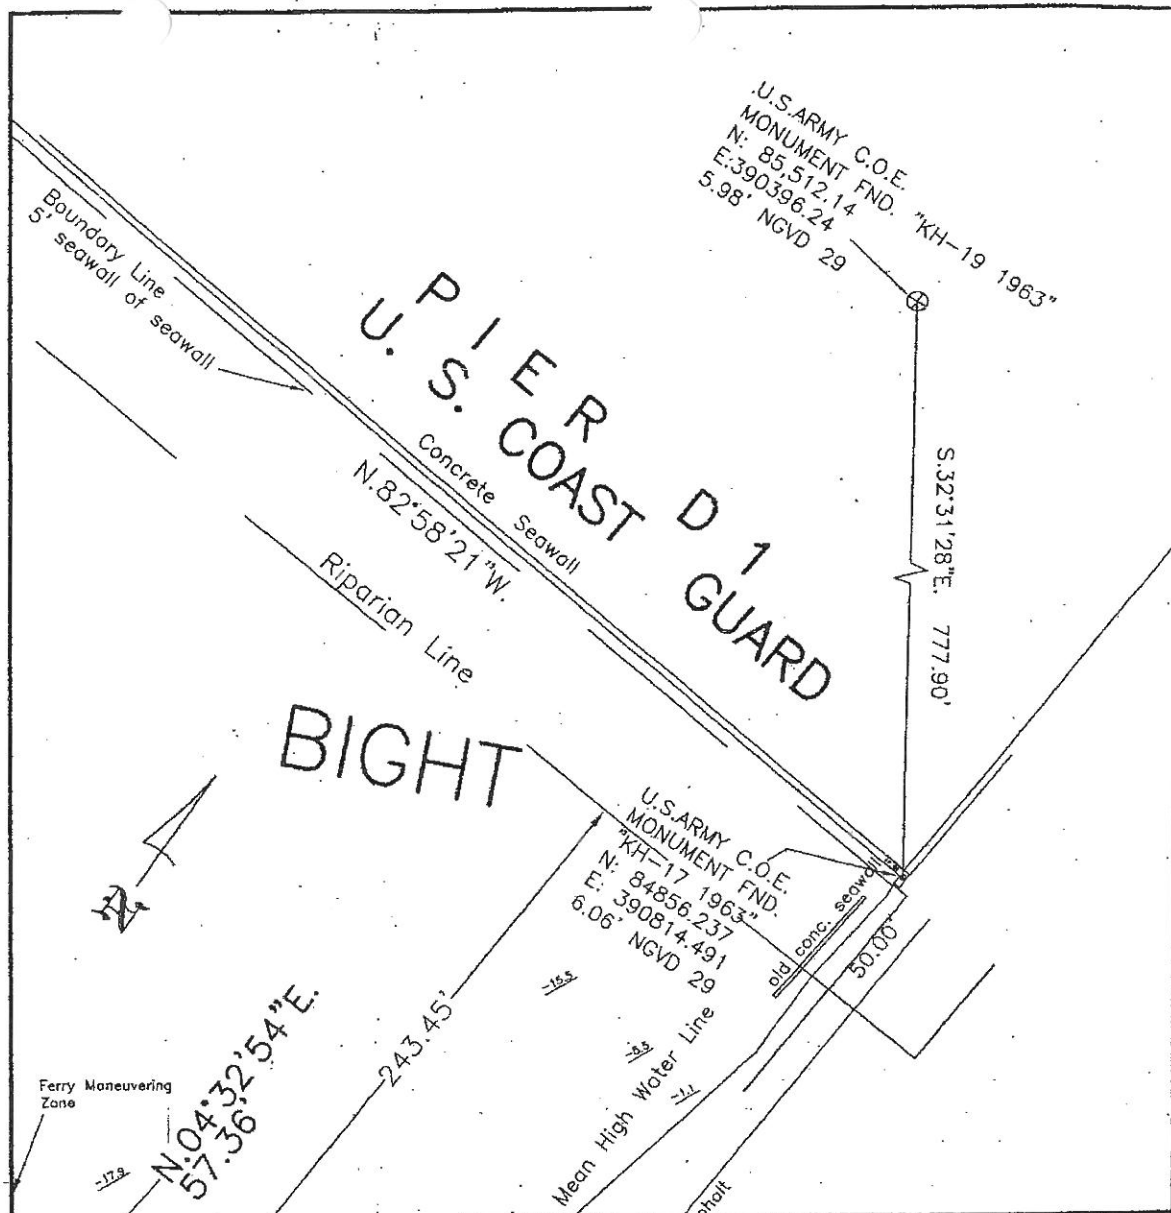 .U.S.ARMY C.O.E.
MONUMENT FND. "KH-19 1963"
N: 85,512.14
E:390396.24
5.98' NGVD 29
Boundary Line
5' seawall of seawall
PIER D1
U. S. COAST GUARD
Concrete Seawall
N.82°58'21"W.
S.32°31'28"E. 777.90'
Riparian Line
BIGHT
U.S.ARMY C.O.E.
MONUMENT FND.
"KH-17 1963"
N: 84856.237
E: 390814.491
6.06' NGVD 29
old conc. seawall
50.00'
N
243.45'
-15.5
-8.5
-1.1
Mean High Water Line
N.04°32'54"E.
57.36'
Ferry Maneuvering
Zone
-17.9
phalt